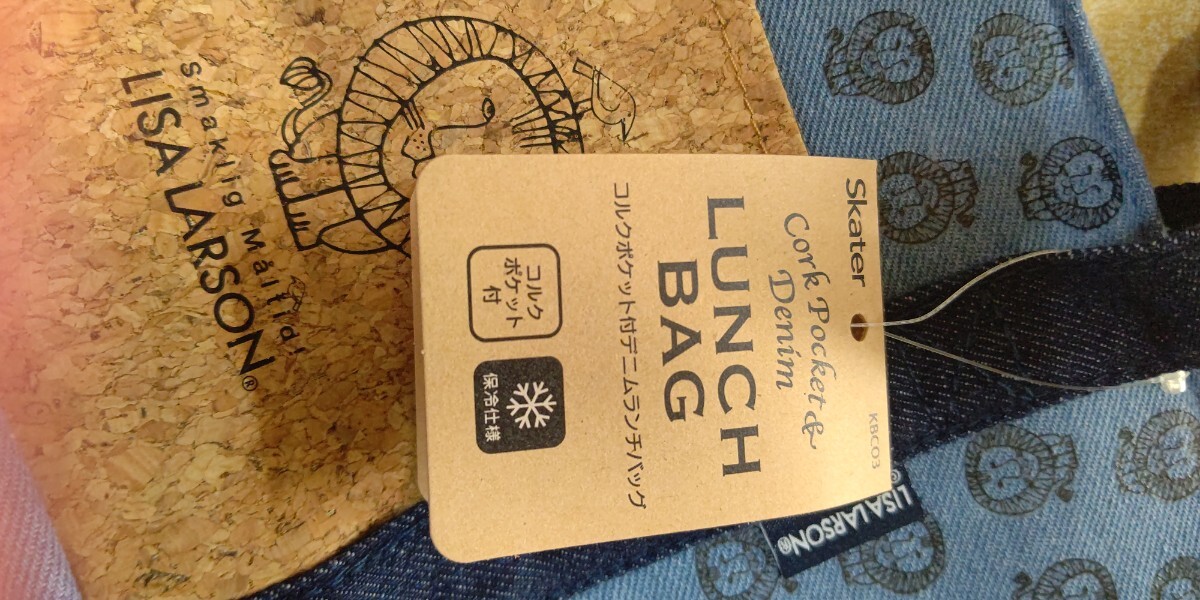 Skater
KBC03
Cork Pocket &
Denim
LUNCH
BAG
コルクポケット付デニムランチバッグ
コルク
ポケット
付
保冷仕様
smaklig Måltid!
LISA LARSON®
LISA LARSON®